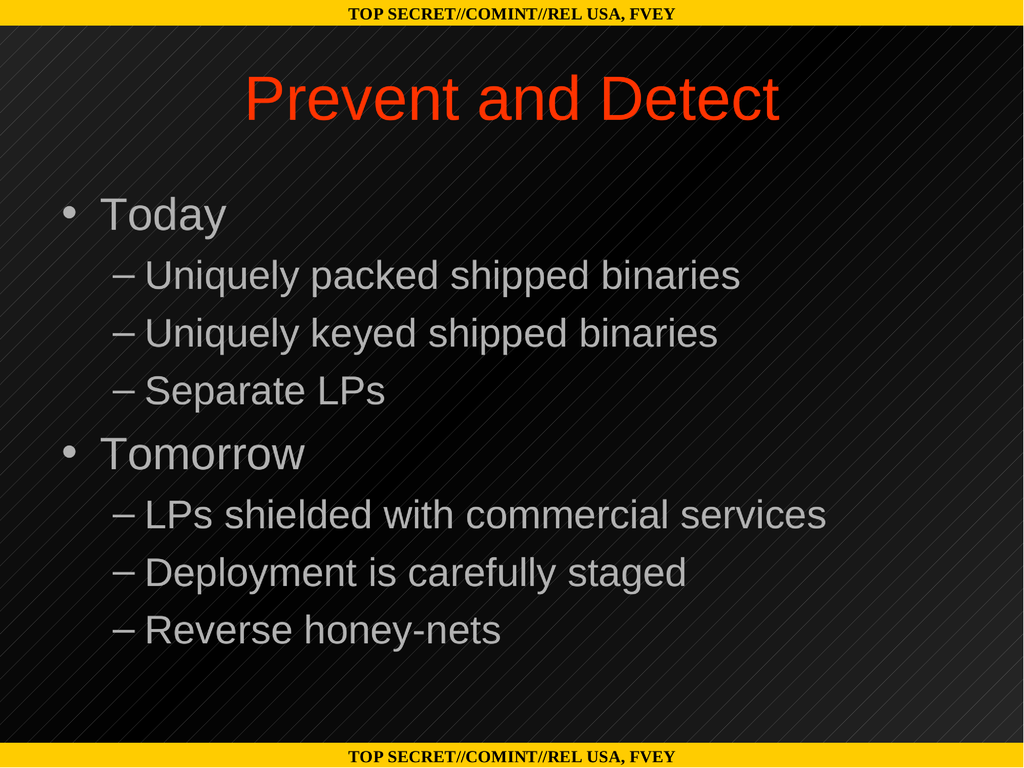 TOP SECRET//COMINT//REL USA, FVEY
Prevent and Detect
• Today
– Uniquely packed shipped binaries
– Uniquely keyed shipped binaries
– Separate LPs
• Tomorrow
– LPs shielded with commercial services
– Deployment is carefully staged
– Reverse honey-nets
TOP SECRET//COMINT//REL USA, FVEY